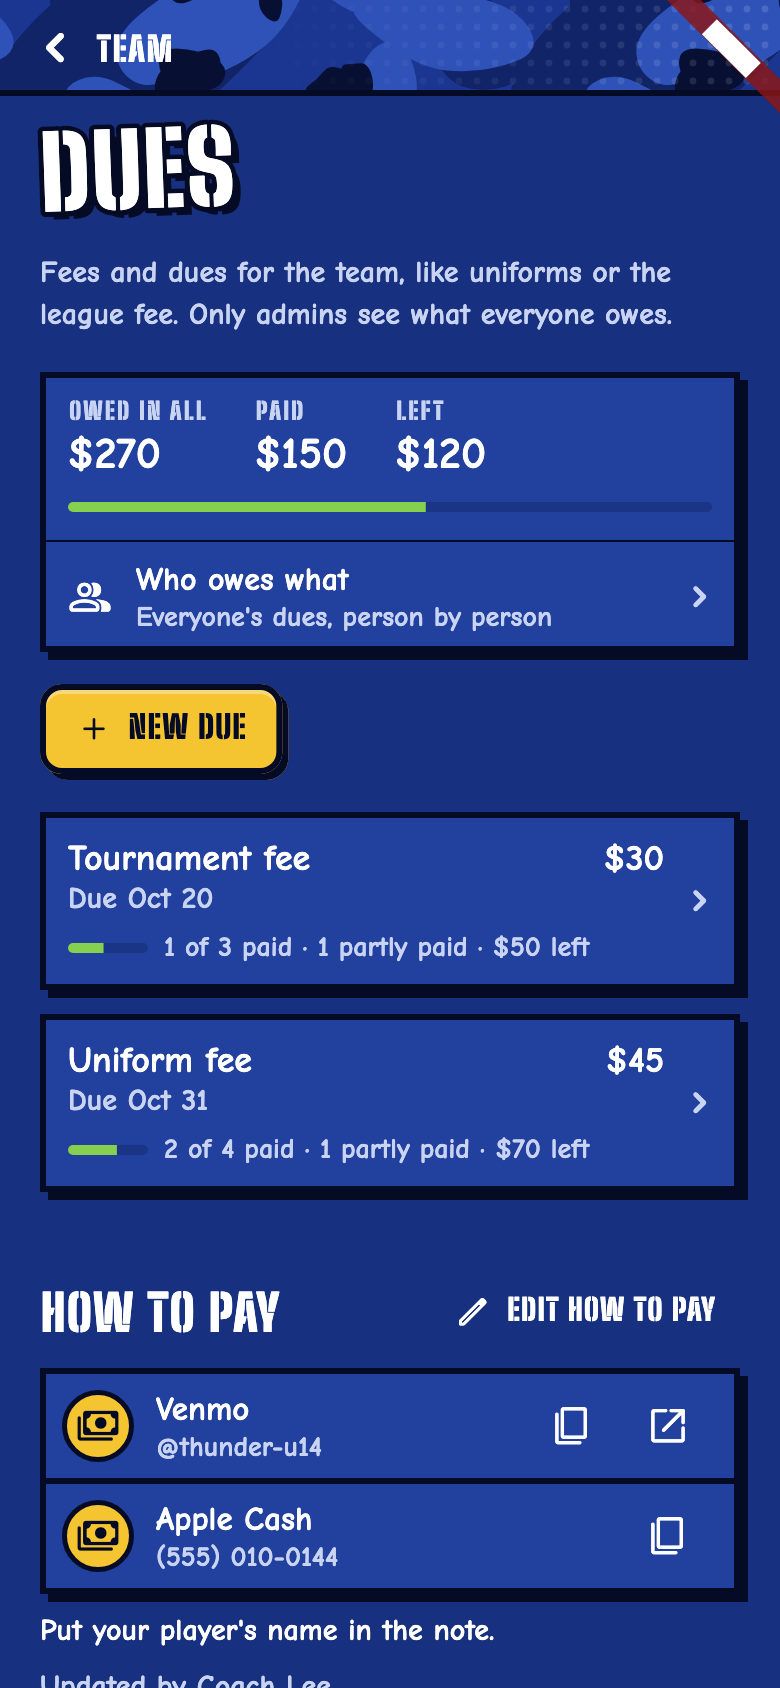 TEAM
DUES
Fees and dues for the team, like uniforms or the
league fee. Only admins see what everyone owes.
OWED IN ALL PAID LEFT
$270 $150 $120
Who owes what
Everyone's dues, person by person
+ NEW DUE
Tournament fee $30
Due Oct 20
1 of 3 paid · 1 partly paid · $50 left
Uniform fee $45
Due Oct 31
2 of 4 paid · 1 partly paid · $70 left
HOW TO PAY EDIT HOW TO PAY
Venmo
@thunder-u14
Apple Cash
(555) 010-0144
Put your player's name in the note.
Updated by Coach Lee